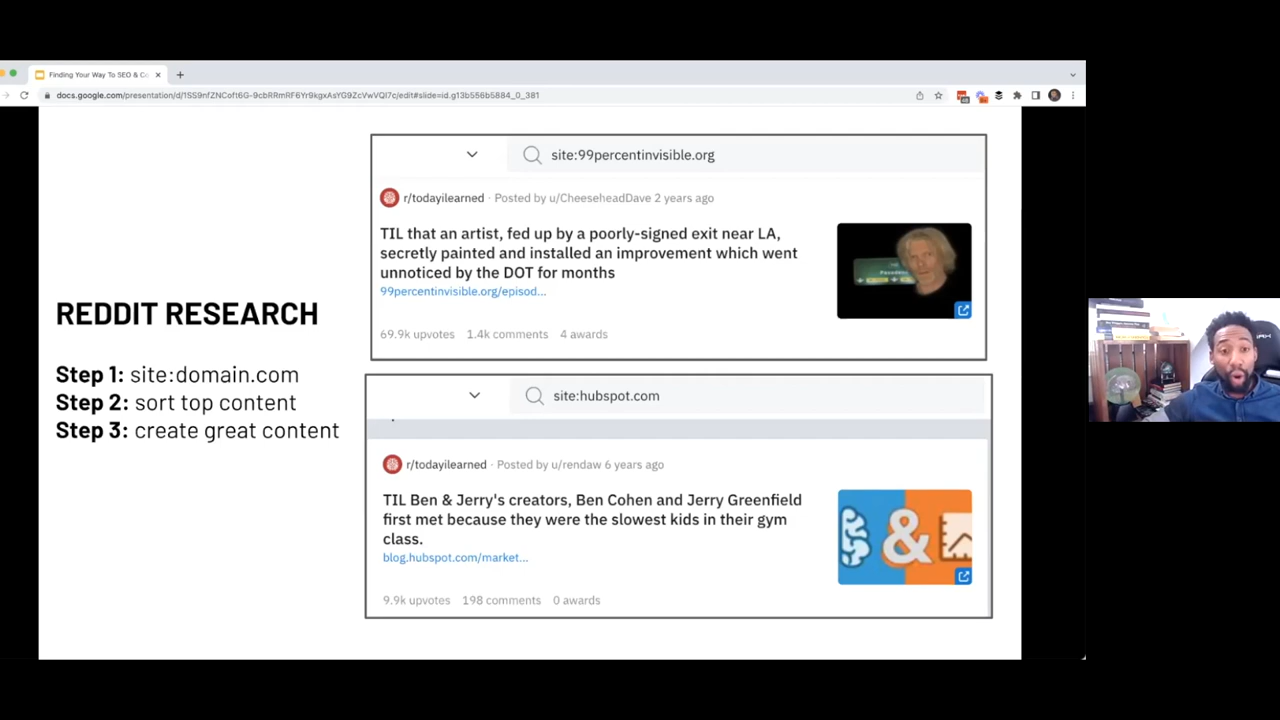 Finding Your Way To SEO & Co
docs.google.com/presentation/d/1SS9nfZNCoft6G-9cbRRmRF6Yr9kgxAsYG9ZcVwVQI7c/edit#slide=id.g13b556b5884_0_381
REDDIT RESEARCH
Step 1: site:domain.com
Step 2: sort top content
Step 3: create great content
site:99percentinvisible.org
r/todayilearned · Posted by u/CheeseheadDave 2 years ago
TIL that an artist, fed up by a poorly-signed exit near LA,
secretly painted and installed an improvement which went
unnoticed by the DOT for months
99percentinvisible.org/episod...
69.9k upvotes 1.4k comments 4 awards
site:hubspot.com
r/todayilearned · Posted by u/rendaw 6 years ago
TIL Ben & Jerry's creators, Ben Cohen and Jerry Greenfield
first met because they were the slowest kids in their gym
class.
blog.hubspot.com/market...
&
9.9k upvotes 198 comments 0 awards